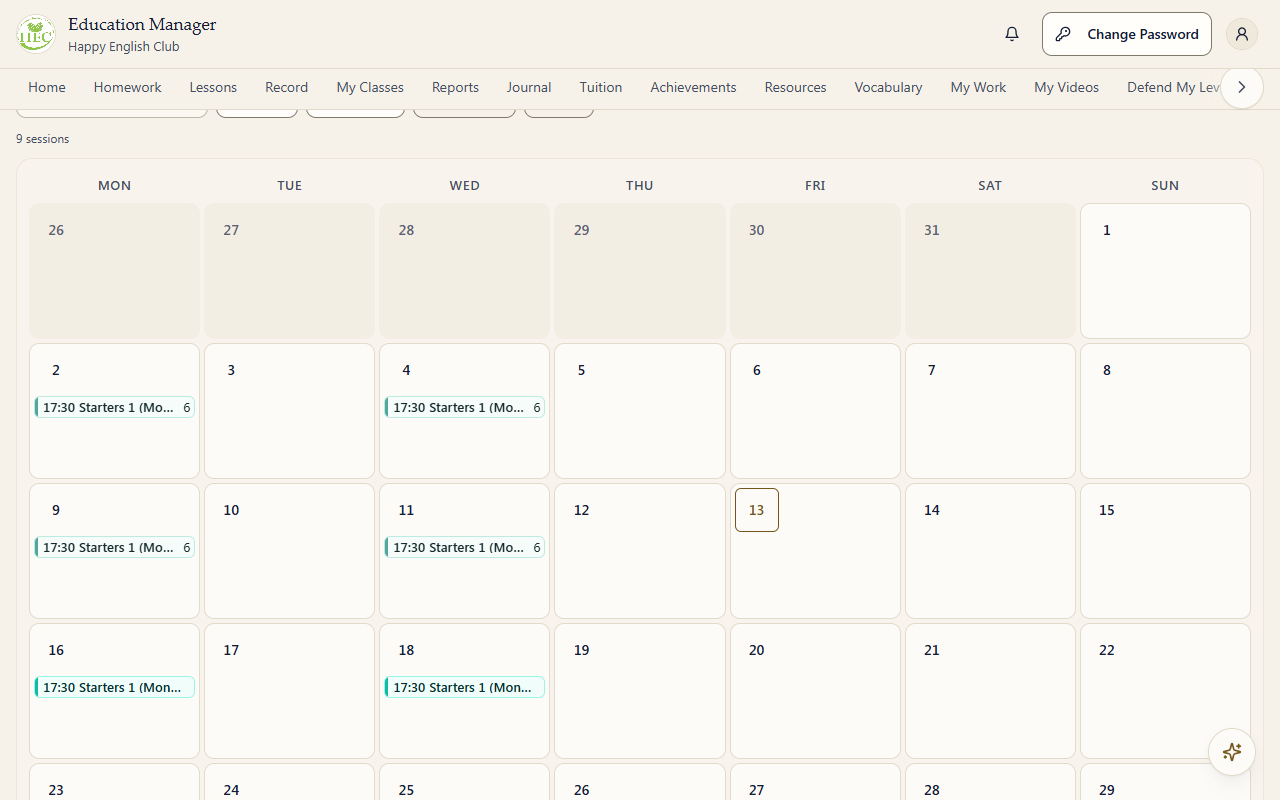 HEC
Education Manager
Happy English Club
Change Password
Home Homework Lessons Record My Classes Reports Journal Tuition Achievements Resources Vocabulary My Work My Videos Defend My Lev
9 sessions
MON TUE WED THU FRI SAT SUN
26 27 28 29 30 31 1
2 3 4 5 6 7 8
17:30 Starters 1 (Mo... 6 17:30 Starters 1 (Mo... 6
9 10 11 12 13 14 15
17:30 Starters 1 (Mo... 6 17:30 Starters 1 (Mo... 6
16 17 18 19 20 21 22
17:30 Starters 1 (Mon... 17:30 Starters 1 (Mon...
23 24 25 26 27 28 29